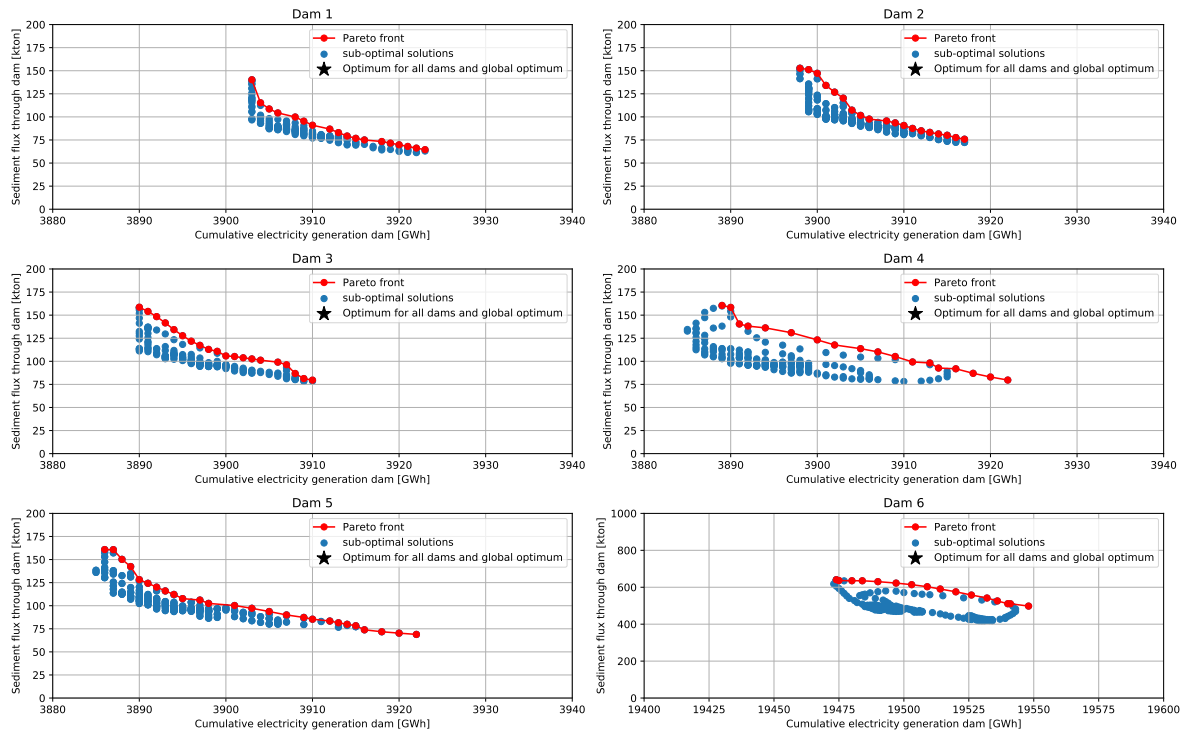 Dam 1
Sediment flux through dam [kton]
200
175
150
125
100
75
50
25
0
Pareto front
sub-optimal solutions
Optimum for all dams and global optimum
3880 3890 3900 3910 3920 3930 3940
Cumulative electricity generation dam [GWh]
Dam 2
Sediment flux through dam [kton]
200
175
150
125
100
75
50
25
0
Pareto front
sub-optimal solutions
Optimum for all dams and global optimum
3880 3890 3900 3910 3920 3930 3940
Cumulative electricity generation dam [GWh]
Dam 3
Sediment flux through dam [kton]
200
175
150
125
100
75
50
25
0
Pareto front
sub-optimal solutions
Optimum for all dams and global optimum
3880 3890 3900 3910 3920 3930 3940
Cumulative electricity generation dam [GWh]
Dam 4
Sediment flux through dam [kton]
200
175
150
125
100
75
50
25
0
Pareto front
sub-optimal solutions
Optimum for all dams and global optimum
3880 3890 3900 3910 3920 3930 3940
Cumulative electricity generation dam [GWh]
Dam 5
Sediment flux through dam [kton]
200
175
150
125
100
75
50
25
0
Pareto front
sub-optimal solutions
Optimum for all dams and global optimum
3880 3890 3900 3910 3920 3930 3940
Cumulative electricity generation dam [GWh]
Dam 6
Sediment flux through dam [kton]
1000
800
600
400
200
0
Pareto front
sub-optimal solutions
Optimum for all dams and global optimum
19400 19425 19450 19475 19500 19525 19550 19575 19600
Cumulative electricity generation dam [GWh]